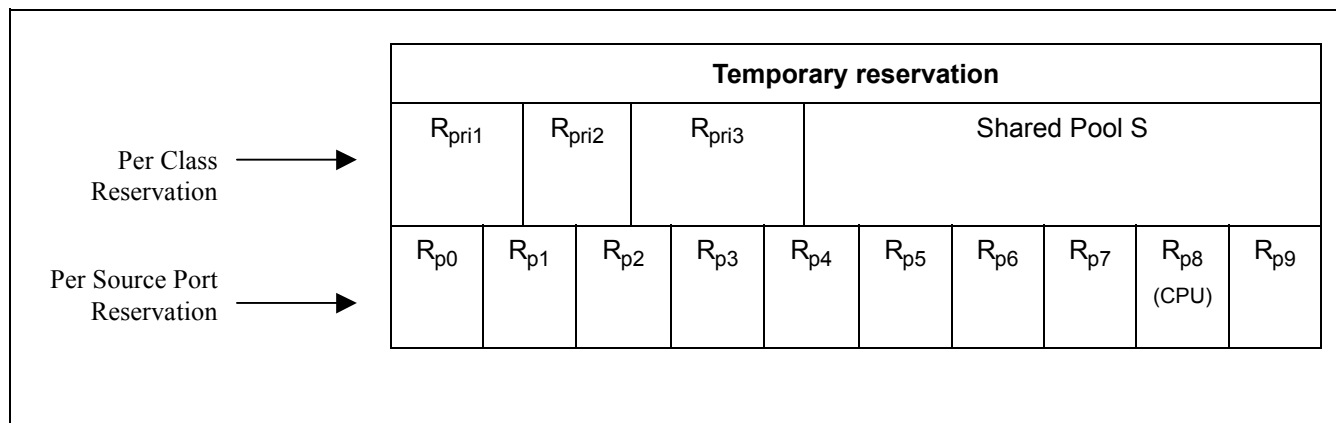 Temporary reservation
Per Class
Reservation
Rpri1 Rpri2 Rpri3 Shared Pool S
Per Source Port
Reservation
Rp0 Rp1 Rp2 Rp3 Rp4 Rp5 Rp6 Rp7 Rp8 Rp9
(CPU)